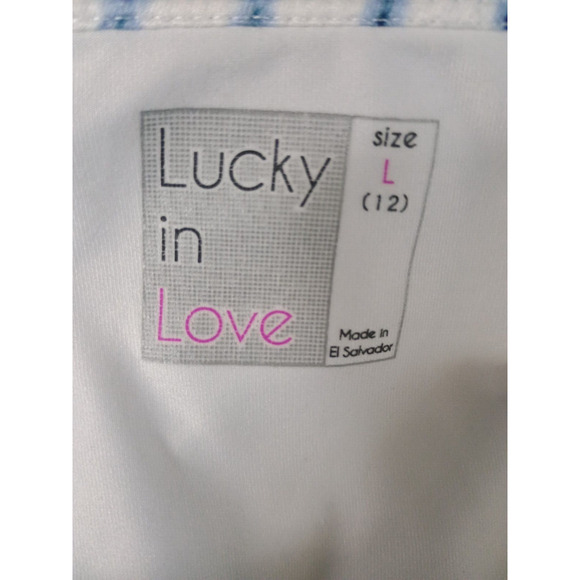 Lucky
in
Love
size
L
(12)
Made in
El Salvador